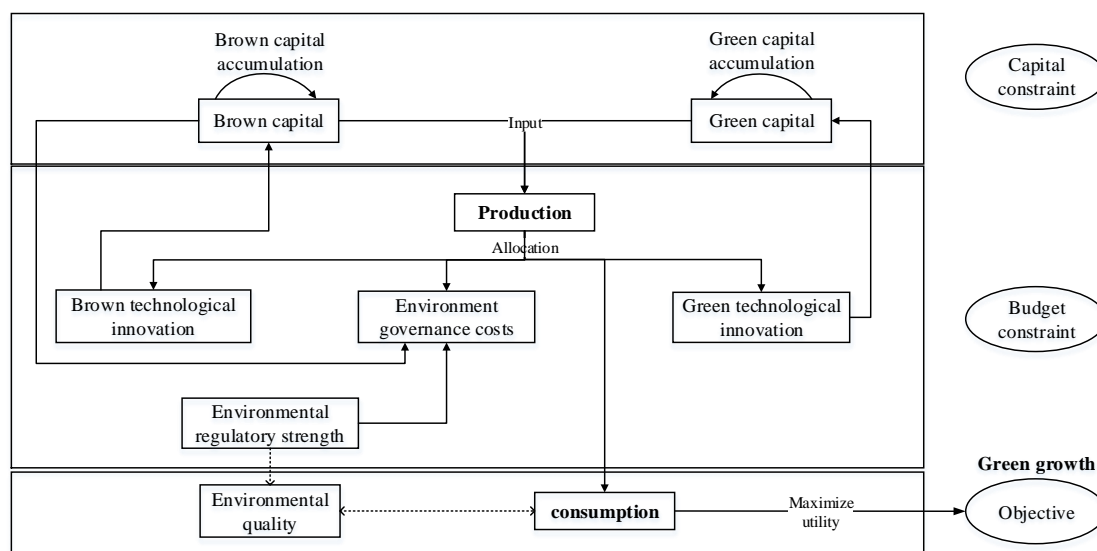 Brown capital
accumulation
Green capital
accumulation
Capital
constraint
Brown capital
Input
Green capital
Production
Allocation
Brown technological
innovation
Environment
governance costs
Green technological
innovation
Budget
constraint
Environmental
regulatory strength
Green growth
Environmental
quality
consumption
Maximize
utility
Objective